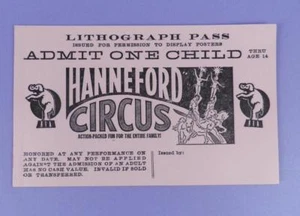 LITHOGRAPH PASS
ISSUED FOR PERMISSION TO DISPLAY POSTERS
ADMIT ONE CHILD
THRU
AGE 14
HANNEFORD
CIRCUS
ACTION-PACKED FUN FOR THE ENTIRE FAMILY!
HONORED AT ANY PERFORMANCE ON
ANY DATE. MAY NOT BE APPLIED
AGAINST THE ADMISSION OF AN ADULT
HAS NO CASH VALUE. INVALID IF SOLD
OR TRANSFERRED.
Issued by: